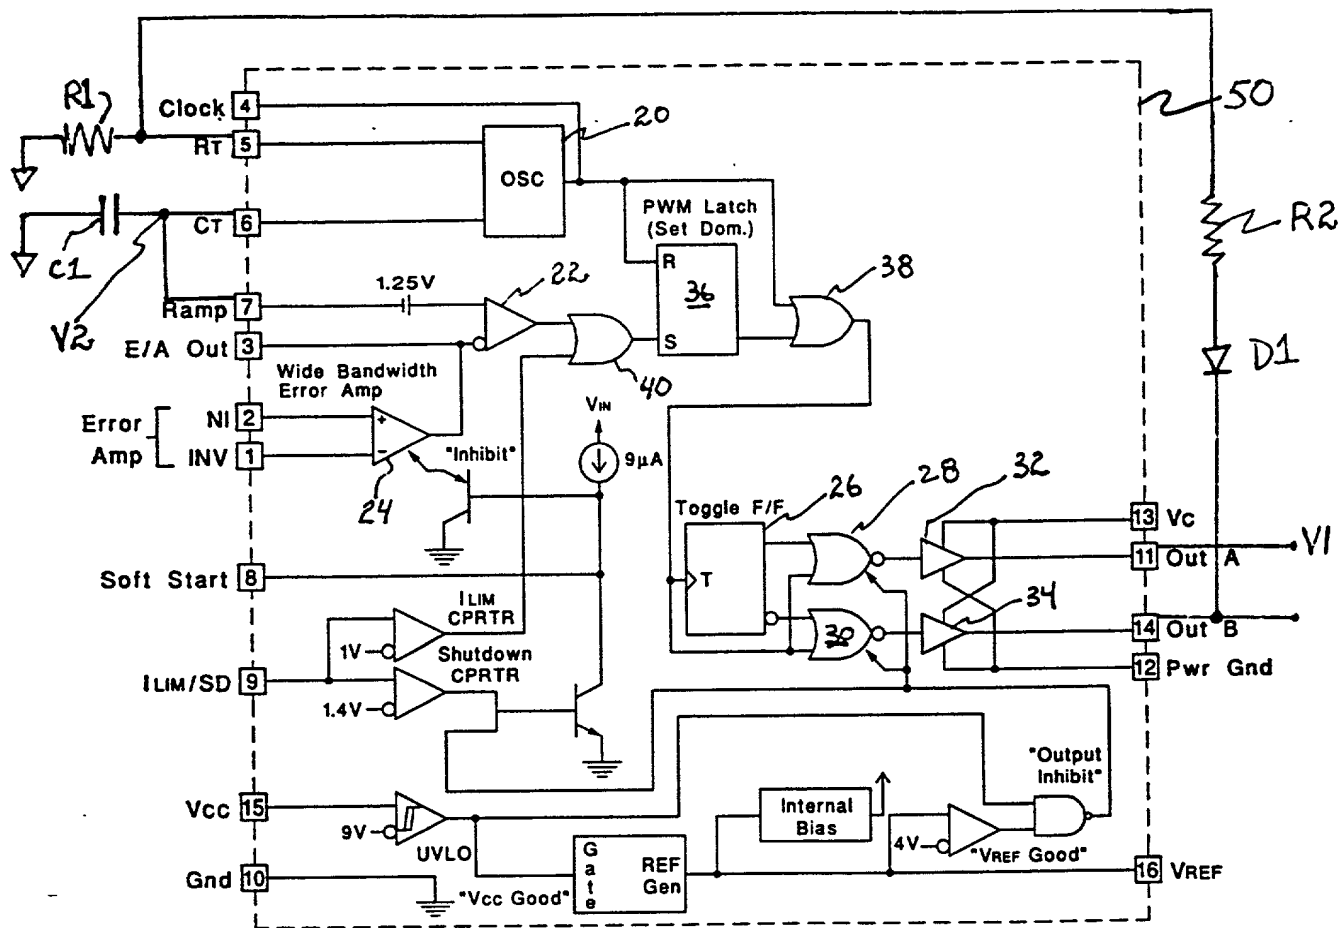 R1
Clock 4
RT 5
OSC
20
50
CT 6
C1
V2
PWM Latch
(Set Dom.)
R
36
S
38
R2
D1
Ramp 7
1.25V
22
E/A Out 3
40
Wide Bandwidth
Error Amp
Error
Amp
NI 2
INV 1
+
−
24
"Inhibit"
VIN
9µA
Soft Start 8
Toggle F/F
26
28
32
T
30
34
13 Vc
11 Out A
V1
14 Out B
12 Pwr Gnd
ILIM
CPRTR
1V
Shutdown
CPRTR
ILIM/SD 9
1.4V
"Output
Inhibit"
Vcc 15
9V
UVLO
Internal
Bias
4V
"VREF Good"
Gate
REF
Gen
"Vcc Good"
Gnd 10
16 VREF